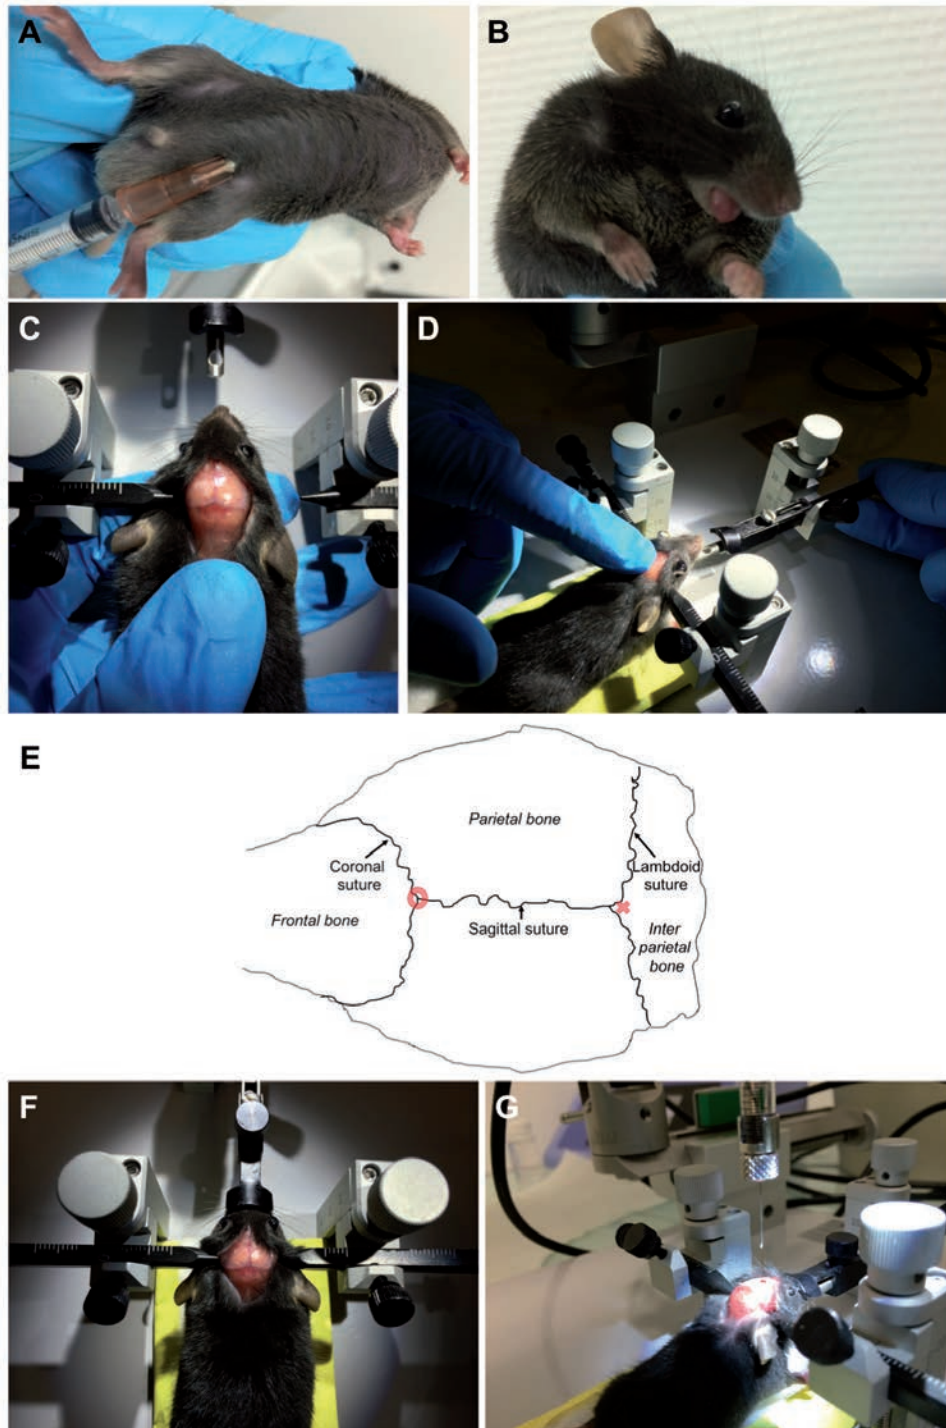 A
B
C
D
E
Parietal bone
Coronal
suture
Lambdoid
suture
Frontal bone
Sagittal suture
Inter
parietal
bone
F
G